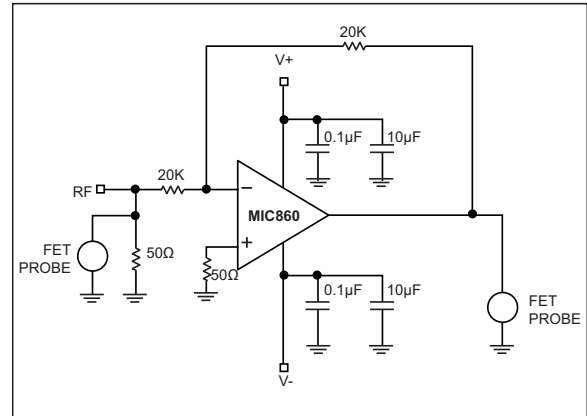 20K
V+
0.1µF
10µF
20K
RF
−
MIC860
+
FET
PROBE
50Ω
50Ω
0.1µF
10µF
FET
PROBE
V-